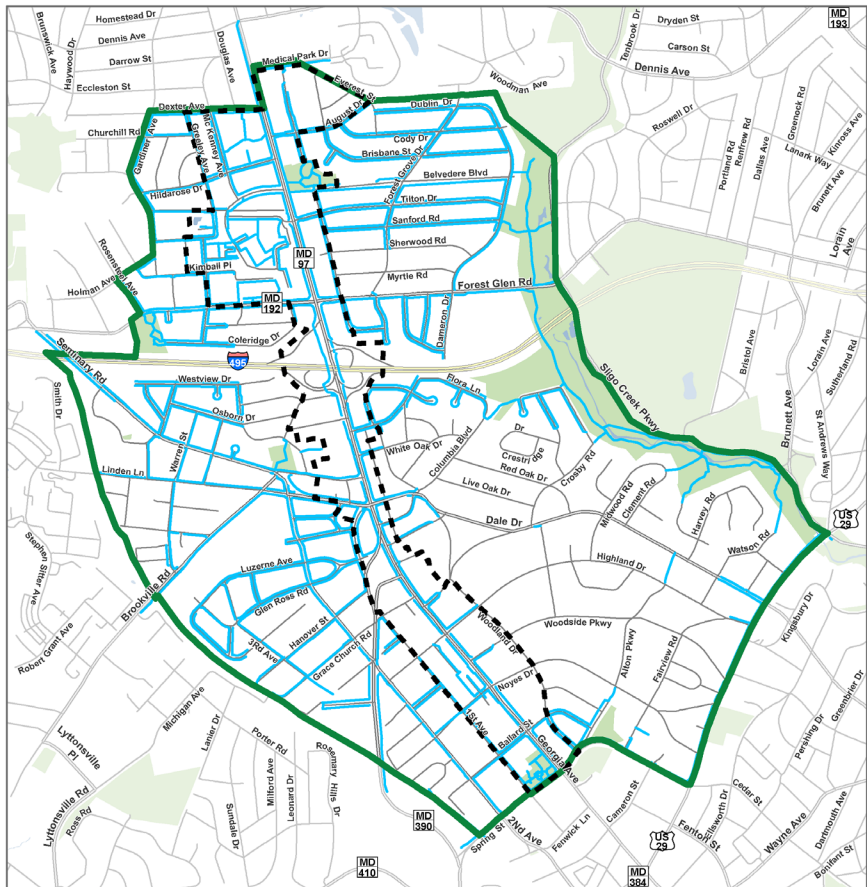 Homestead Dr
Dryden St
MD
193
Brunswick Ave
Haywood Dr
Dennis Ave
Douglas Ave
Tenbrook Dr
Carson St
Darrow St
Medical Park Dr
Dennis Ave
Eccleston St
Everest St
Woodman Ave
Dexter Ave
August Dr
Dublin Dr
Roswell Dr
Greenock Rd
Kinross Ave
Churchill Rd
Gardiner Ave
Greeley Ave
Mc Kenney Ave
Cody Dr
Portland Rd
Renfrew Rd
Dallas Ave
Lanark Way
Brisbane St
Forest Grove Dr
Belvedere Blvd
Brunett Ave
Hildarose Dr
Tilton Dr
Sanford Rd
Lorain
Ave
Sherwood Rd
Rosensteel Ave
MD
97
Kimball Pl
Myrtle Rd
Holman Ave
Forest Glen Rd
MD
192
Dameron Dr
Coleridge Dr
Seminary Rd
495
Bristol Ave
Lorain Ave
Sutherland Rd
Smith Dr
Westview Dr
Flora Ln
Sligo Creek Pkwy
Osborn Dr
Brunett Ave
St Andrews Way
Warren St
White Oak Dr
Columbia Blvd
Dr
Crestridge
Linden Ln
Red Oak Dr
Crosby Rd
Live Oak Dr
Midwood Rd
Clement Rd
Harvey Rd
US
29
Dale Dr
Watson Rd
Stephen Sitter Ave
Luzerne Ave
Highland Dr
Brookville Rd
Glen Ross Rd
Kingsbury Dr
Robert Grant Ave
Hanover St
Woodland Dr
Woodside Pkwy
3Rd Ave
Grace Church Rd
Alton Pkwy
Fairview Rd
Greenbrier Dr
Michigan Ave
Noyes Dr
Pershing Dr
Lanier Dr
1St Ave
Ballard St
Lyttonsville
Pl
Porter Rd
Georgia Ave
Rosemary Hills Dr
Milford Ave
Leonard Dr
Cedar St
Lyttonsville Rd
Ross Rd
Sundale Dr
MD
390
Spring St
2Nd Ave
Fenwick Ln
Cameron St
Ellsworth Dr
Fenton St
Wayne Ave
Dartmouth Ave
US
29
Bonifant St
MD
410
MD
384